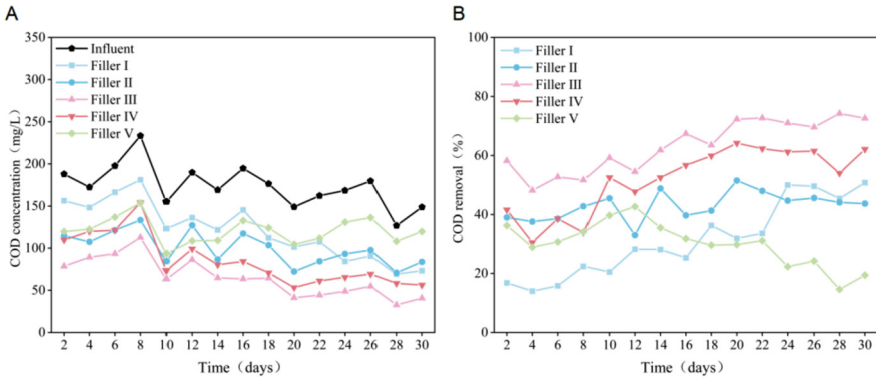 A
COD concentration（mg/L）
350
300
250
200
150
100
50
0
Influent
Filler I
Filler II
Filler III
Filler IV
Filler V
2 4 6 8 10 12 14 16 18 20 22 24 26 28 30
Time（days）
B
COD removal（%）
100
80
60
40
20
0
Filler I
Filler II
Filler III
Filler IV
Filler V
2 4 6 8 10 12 14 16 18 20 22 24 26 28 30
Time（days）